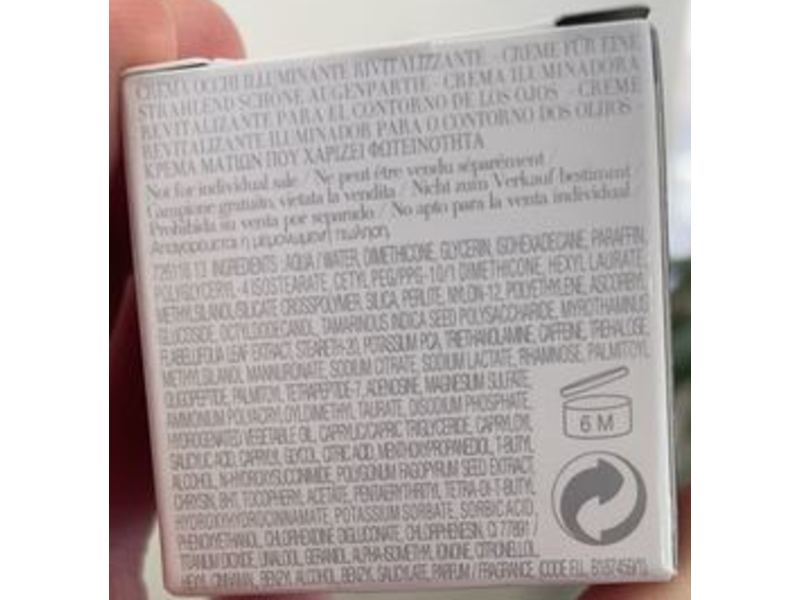 CREMA OCCHI ILLUMINANTE RIVITALIZZANTE - CREME FÜR EINE
STRAHLEND SCHÖNE AUGENPARTIE - CREMA ILUMINADORA
REVITALIZANTE PARA EL CONTORNO DE LOS OJOS - CREME
REVITALIZANTE ILUMINADOR PARA O CONTORNO DOS OLHOS -
ΚΡΕΜΑ ΜΑΤΙΩΝ ΠΟΥ ΧΑΡΙΖΕΙ ΦΩΤΕΙΝΟΤΗΤΑ
Not for individual sale / Ne peut être vendu séparément /
Campione gratuito, vietata la vendita / Nicht zum Verkauf bestimmt /
Prohibida su venta por separado / No apto para la venta individual /
Απαγορεύεται η μεμονωμένη πώληση
726118 13 INGREDIENTS : AQUA / WATER, DIMETHICONE, GLYCERIN, ISOHEXADECANE, PARAFFIN,
POLYGLYCERYL-4 ISOSTEARATE, CETYL PEG/PPG-10/1 DIMETHICONE, HEXYL LAURATE,
METHYLSILANOL/SILICATE CROSSPOLYMER, SILICA, PERLITE, NYLON-12, POLYETHYLENE, ASCORBYL
GLUCOSIDE, OCTYLDODECANOL, TAMARINDUS INDICA SEED POLYSACCHARIDE, MYROTHAMNUS
FLABELLIFOLIA LEAF EXTRACT, STEARETH-20, POTASSIUM PCA, TRIETHANOLAMINE, CAFFEINE, TREHALOSE,
METHYLSILANOL MANNURONATE, SODIUM CITRATE, SODIUM LACTATE, RHAMNOSE, PALMITOYL
OLIGOPEPTIDE, PALMITOYL TETRAPEPTIDE-7, ADENOSINE, MAGNESIUM SULFATE,
AMMONIUM POLYACRYLOYLDIMETHYL TAURATE, DISODIUM PHOSPHATE,
HYDROGENATED VEGETABLE OIL, CAPRYLIC/CAPRIC TRIGLYCERIDE, CAPRYLOYL
SALICYLIC ACID, CAPRYLYL GLYCOL, CITRIC ACID, MENTHOXYPROPANEDIOL, T-BUTYL
ALCOHOL, N-HYDROXYSUCCINIMIDE, POLYGONUM FAGOPYRUM SEED EXTRACT,
CHRYSIN, BHT, TOCOPHERYL ACETATE, PENTAERYTHRITYL TETRA-DI-T-BUTYL
HYDROXYHYDROCINNAMATE, POTASSIUM SORBATE, SORBIC ACID,
PHENOXYETHANOL, CHLORHEXIDINE DIGLUCONATE, CHLORPHENESIN, CI 77891 /
TITANIUM DIOXIDE, LINALOOL, GERANIOL, ALPHA-ISOMETHYL IONONE, CITRONELLOL,
HEXYL CINNAMAL, BENZYL ALCOHOL, BENZYL SALICYLATE, PARFUM / FRAGRANCE (CODE F.I.L.
6 M